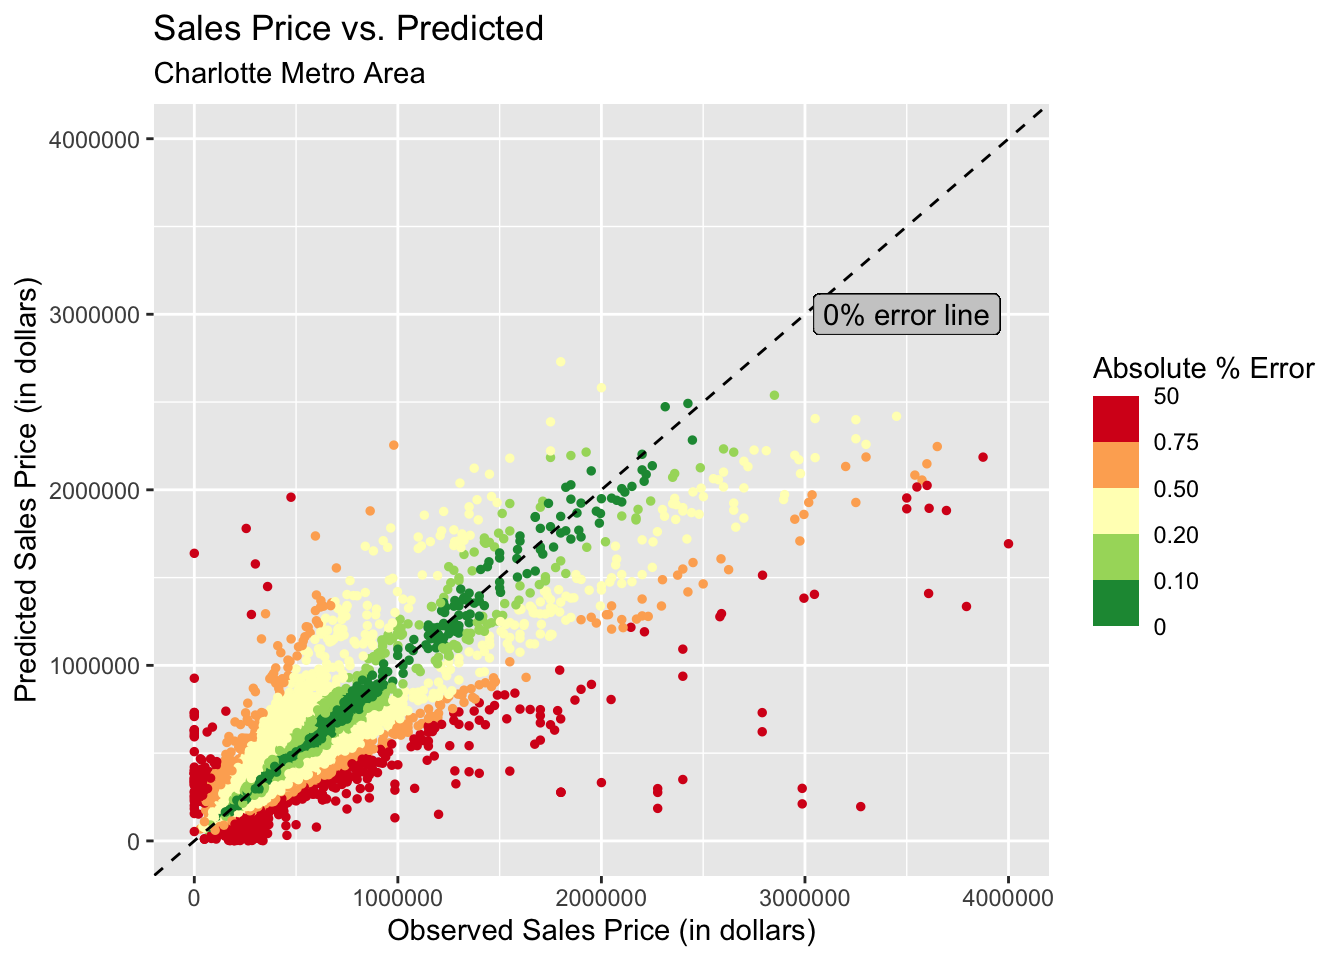 Sales Price vs. Predicted
Charlotte Metro Area
Predicted Sales Price (in dollars)
4000000
3000000
2000000
1000000
0
0% error line
0
1000000
2000000
3000000
4000000
Observed Sales Price (in dollars)
Absolute % Error
50
0.75
0.50
0.20
0.10
0